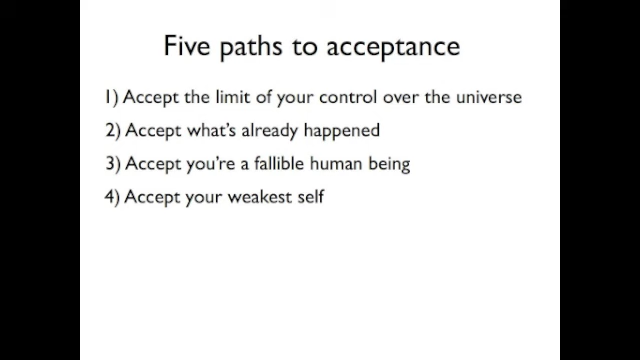 Five paths to acceptance
1) Accept the limit of your control over the universe
2) Accept what's already happened
3) Accept you're a fallible human being
4) Accept your weakest self